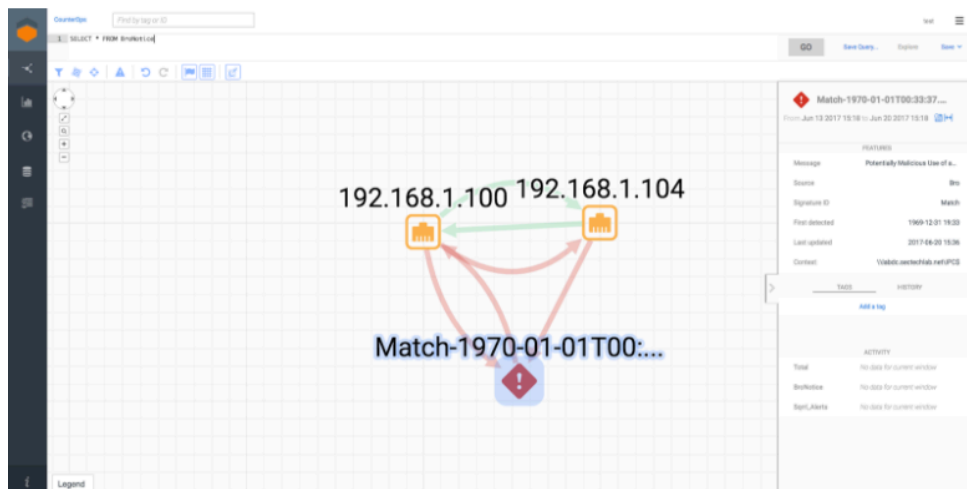 CounterOps
Find by tag or ID
test
1 SELECT * FROM BroNotice
GO
Save Query...
Explore
Save
Match-1970-01-01T00:33:37....
From Jun 13 2017 15:18 to Jun 20 2017 15:18
FEATURES
Message Potentially Malicious Use of a...
Source Bro
Signature ID Match
First detected 1969-12-31 19:33
Last updated 2017-06-20 15:36
Context
192.168.1.100
192.168.1.104
TAGS
HISTORY
Add a tag
Match-1970-01-01T00:...
ACTIVITY
Total No data for current window
BroNotice No data for current window
Sqrrl_Alerts No data for current window
i
Legend